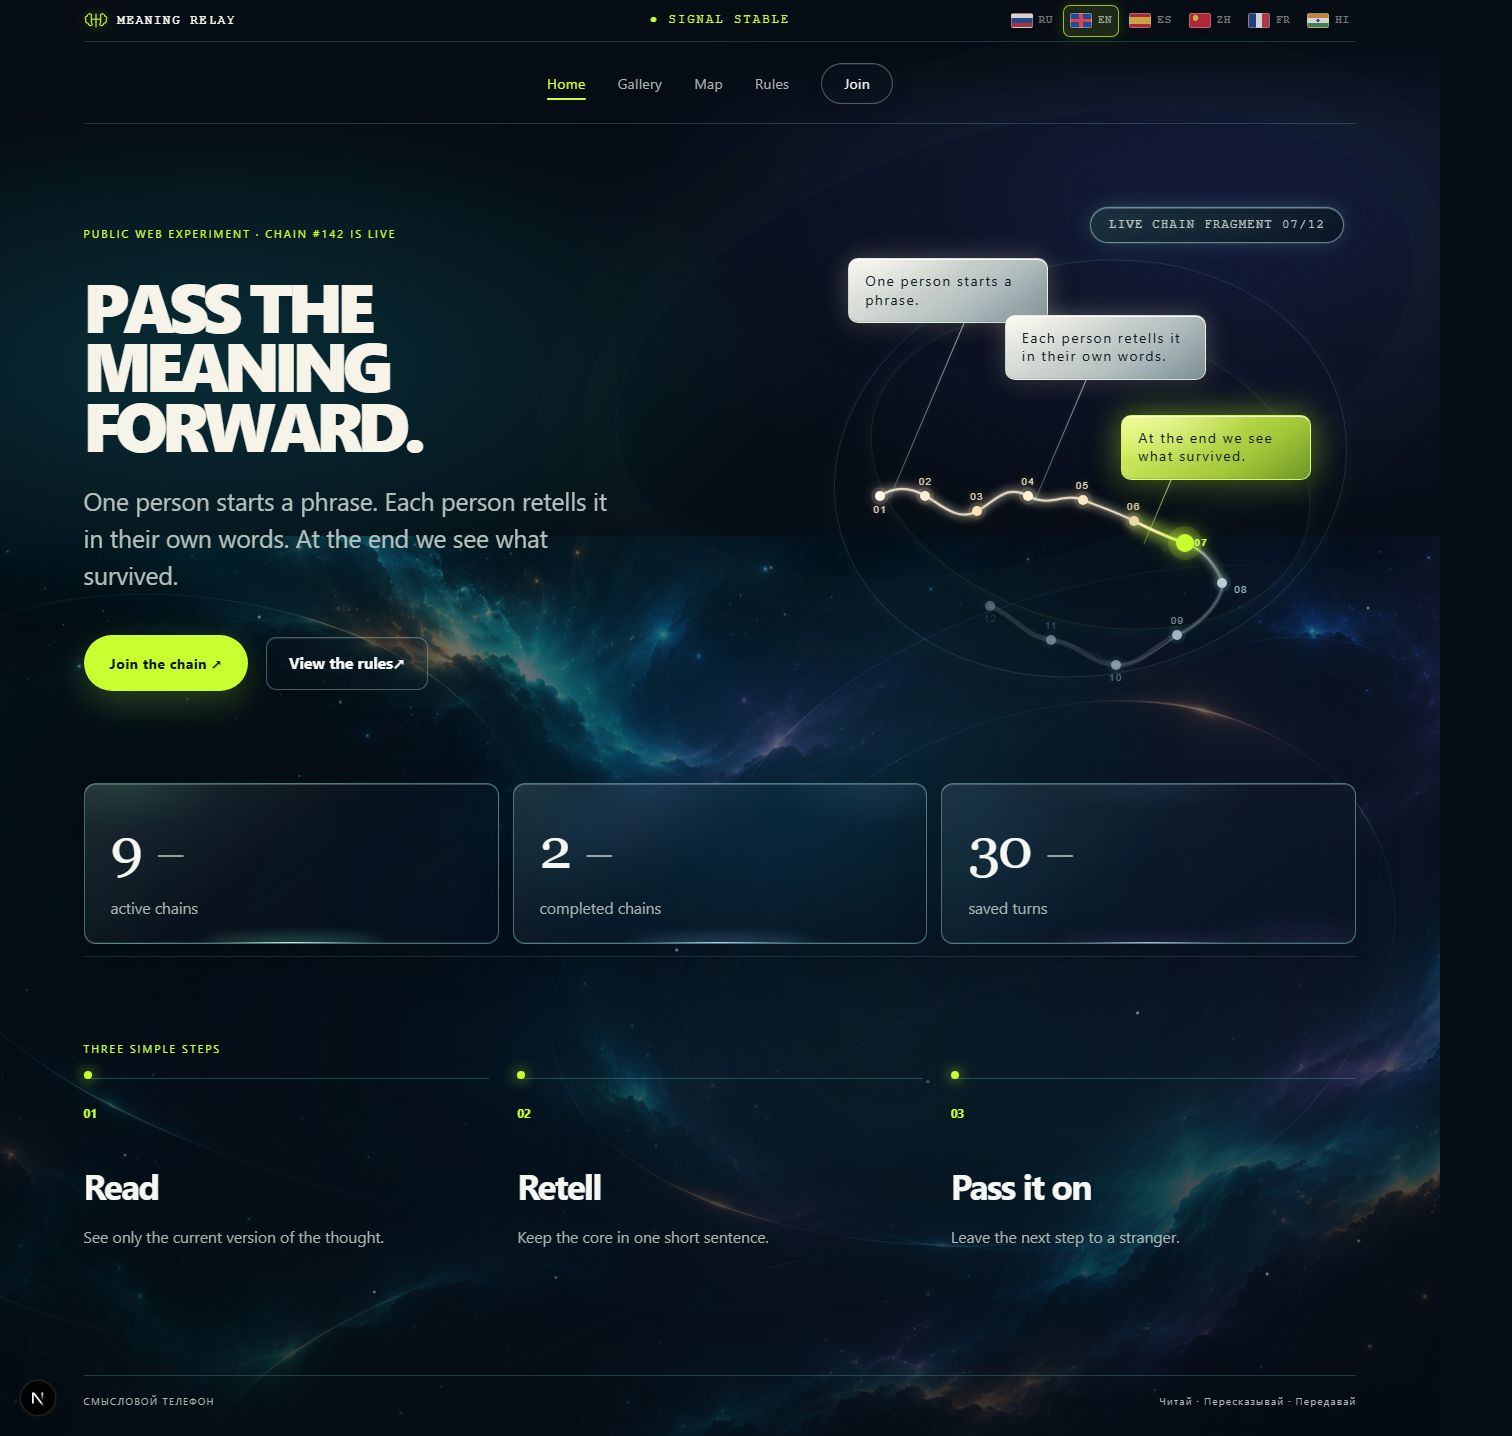 MEANING RELAY
SIGNAL STABLE
RU EN ES ZH FR HI
Home Gallery Map Rules Join
PUBLIC WEB EXPERIMENT · CHAIN #142 IS LIVE
PASS THE
MEANING
FORWARD.
One person starts a phrase. Each person retells it
in their own words. At the end we see what
survived.
Join the chain ↗
View the rules↗
LIVE CHAIN FRAGMENT 07/12
One person starts a
phrase.
Each person retells it
in their own words.
At the end we see
what survived.
01
02
03
04
05
06
07
08
09
10
11
12
9 —
active chains
2 —
completed chains
30 —
saved turns
THREE SIMPLE STEPS
01
Read
See only the current version of the thought.
02
Retell
Keep the core in one short sentence.
03
Pass it on
Leave the next step to a stranger.
N
СМЫСЛОВОЙ ТЕЛЕФОН
Читай · Пересказывай · Передавай